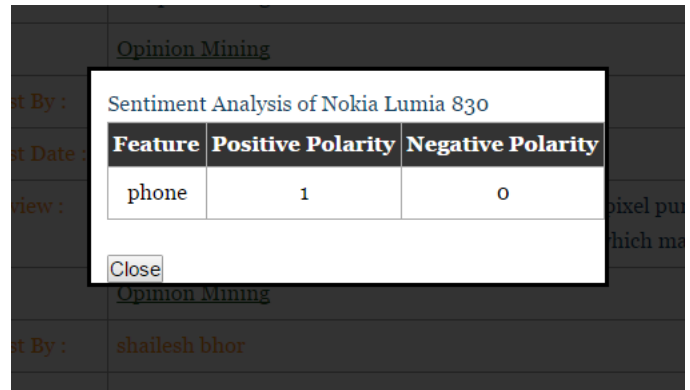 Opinion Mining
st By :
Sentiment Analysis of Nokia Lumia 830
st Date :
Feature Positive Polarity Negative Polarity
phone 1 0
view :
pixel pur
which ma
Close
Opinion Mining
st By : shailesh bhor